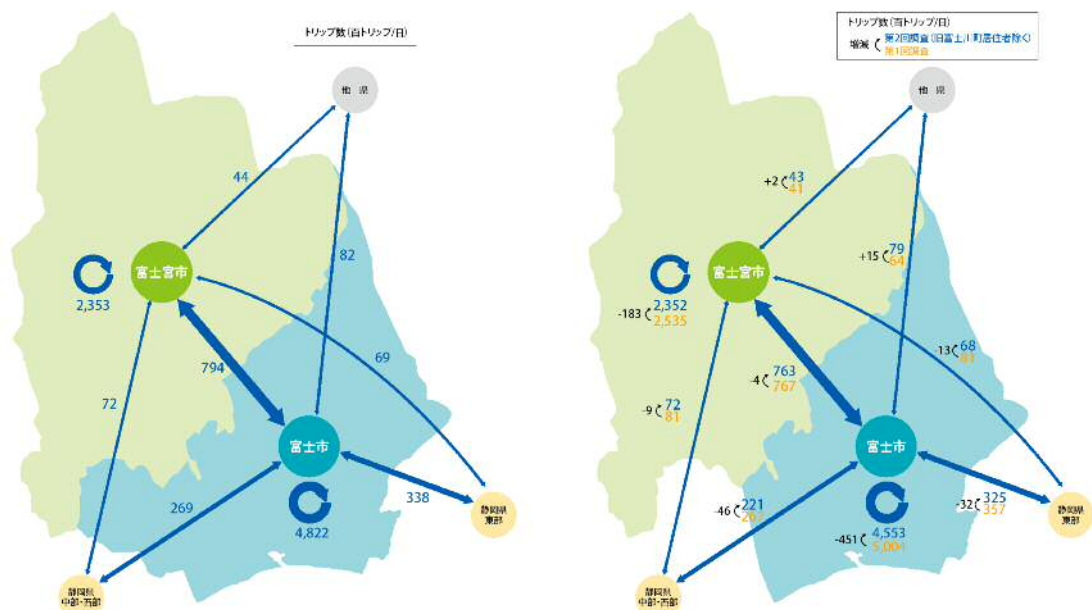 トリップ数(百トリップ/日)
他 県
44
82
富士宮市
2,353
794
69
72
富士市
269
338
4,822
静岡県
東部
静岡県
中部・西部
トリップ数(百トリップ/日)
増減
第2回調査(旧富士川町居住者除く)
第1回調査
他 県
+2
43
41
+15
79
64
富士宮市
-183
2,352
2,535
-13
68
81
-4
763
767
-9
72
81
富士市
-46
221
-32
325
357
-451
4,553
5,004
静岡県
東部
静岡県
中部・西部